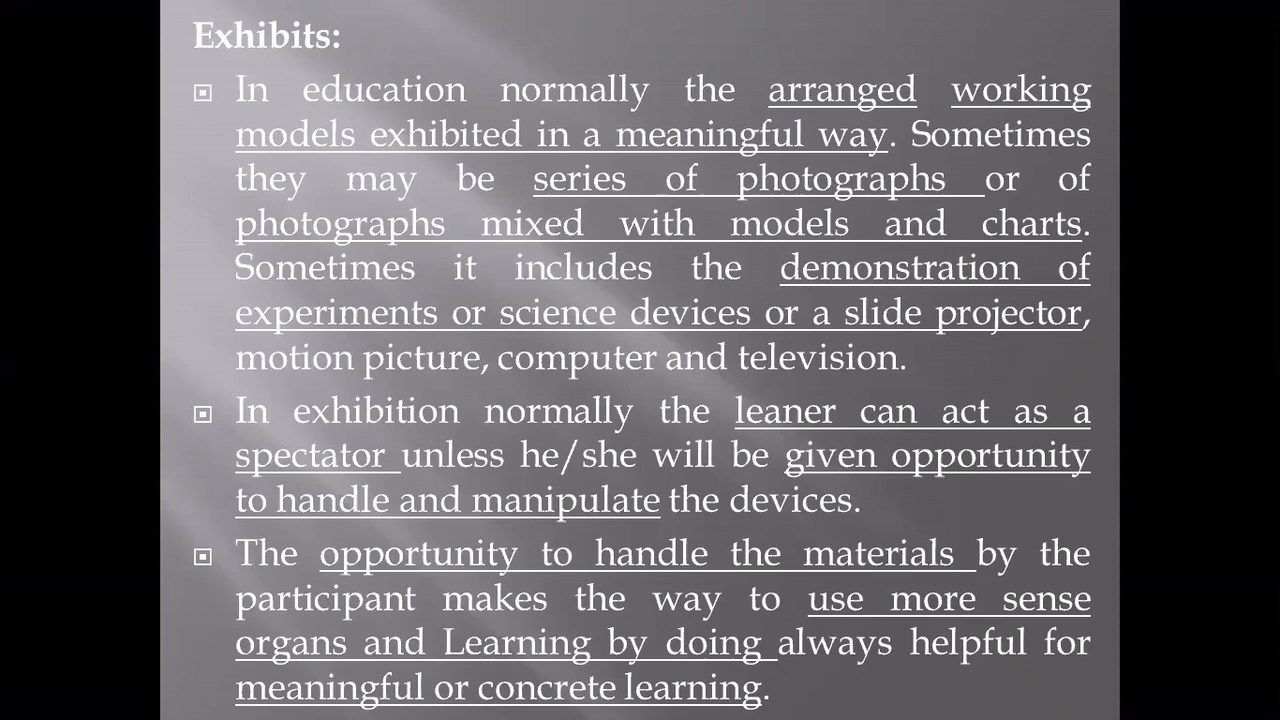 Exhibits:
In education normally the arranged working
models exhibited in a meaningful way. Sometimes
they may be series of photographs or of
photographs mixed with models and charts.
Sometimes it includes the demonstration of
experiments or science devices or a slide projector,
motion picture, computer and television.
In exhibition normally the leaner can act as a
spectator unless he/she will be given opportunity
to handle and manipulate the devices.
The opportunity to handle the materials by the
participant makes the way to use more sense
organs and Learning by doing always helpful for
meaningful or concrete learning.